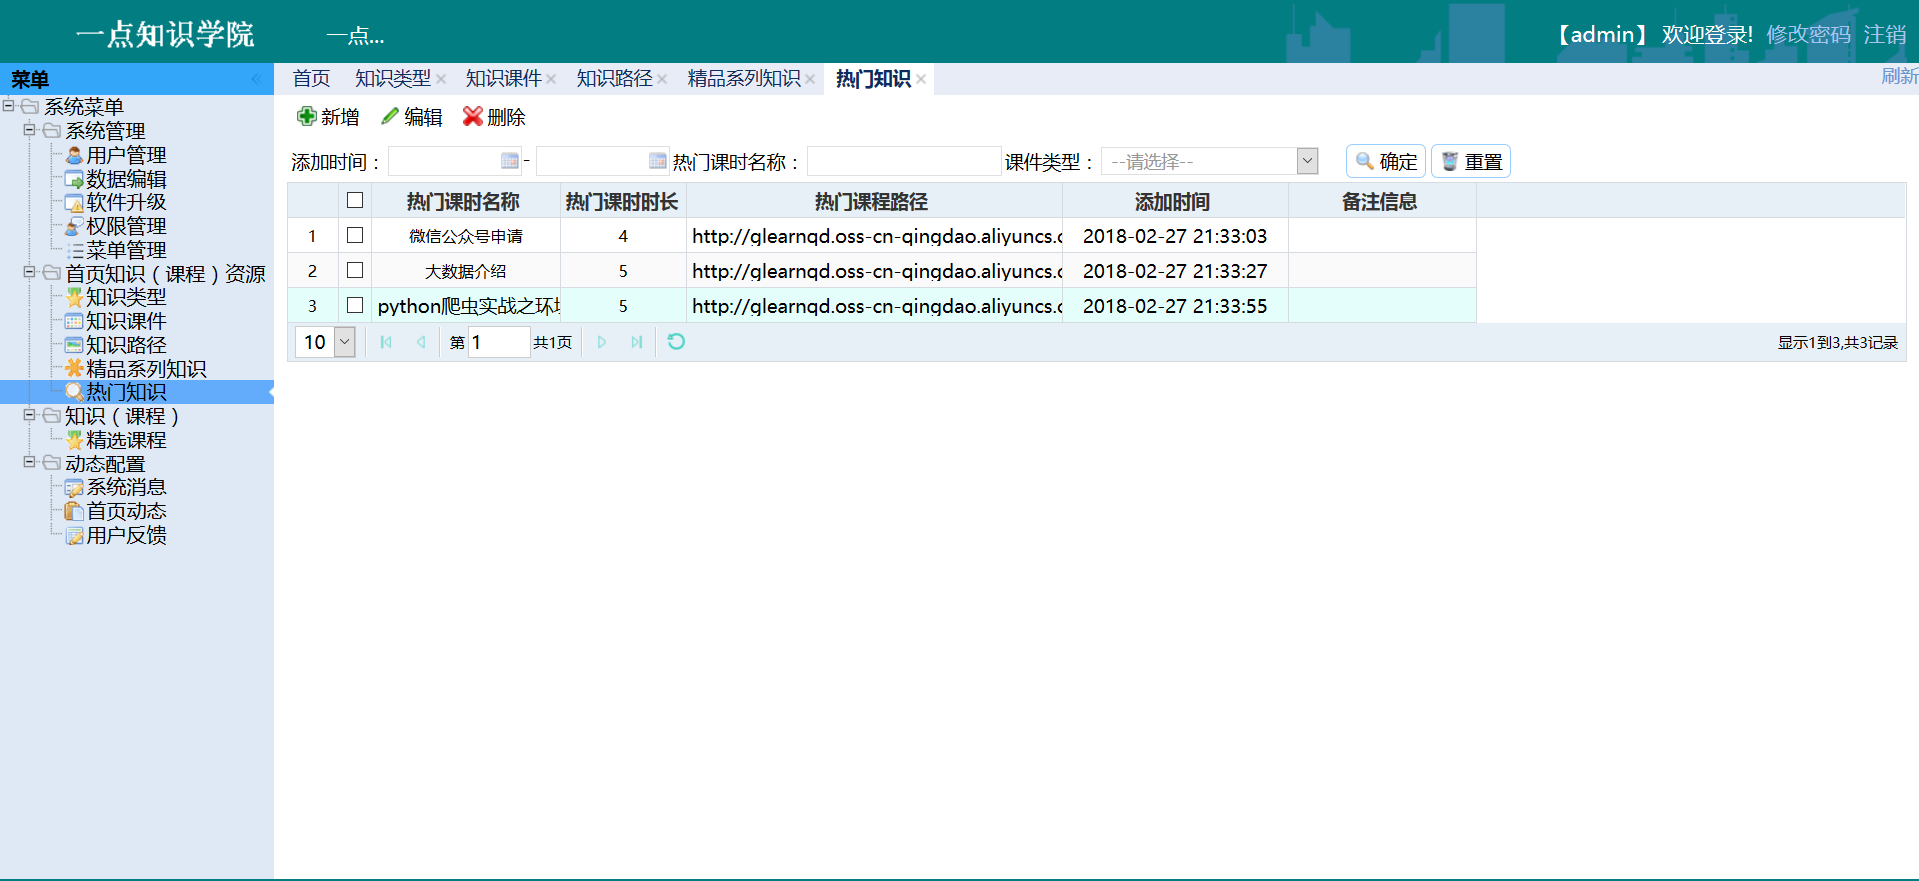 一点知识学院
一点...
【admin】 欢迎登录! 修改密码 注销
菜单
首页 知识类型 知识课件 知识路径 精品系列知识 热门知识
刷新
系统菜单
系统管理
用户管理
数据编辑
软件升级
权限管理
菜单管理
首页知识（课程）资源
知识类型
知识课件
知识路径
精品系列知识
热门知识
知识（课程）
精选课程
动态配置
系统消息
首页动态
用户反馈
新增 编辑 删除
添加时间： - 热门课时名称： 课件类型： --请选择-- 确定 重置
热门课时名称 热门课时时长 热门课程路径 添加时间 备注信息
1 微信公众号申请 4 http://glearnqd.oss-cn-qingdao.aliyuncs.c 2018-02-27 21:33:03
2 大数据介绍 5 http://glearnqd.oss-cn-qingdao.aliyuncs.c 2018-02-27 21:33:27
3 python爬虫实战之环境 5 http://glearnqd.oss-cn-qingdao.aliyuncs.c 2018-02-27 21:33:55
10 第 1 共1页
显示1到3,共3记录